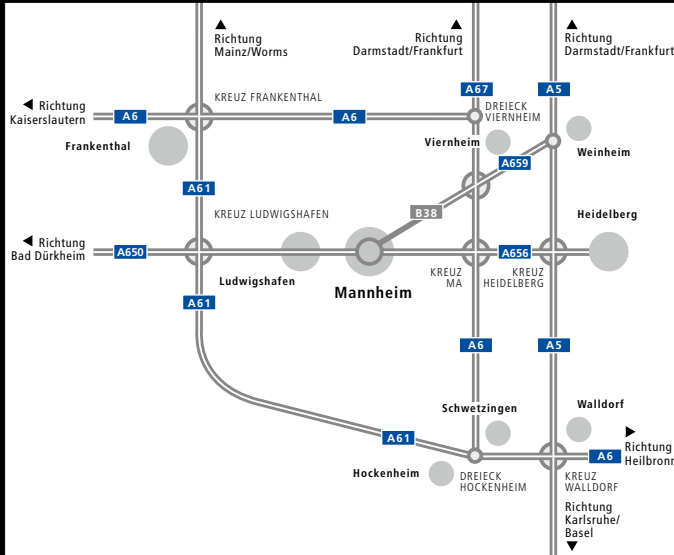 Richtung
Mainz/Worms
Richtung
Darmstadt/Frankfurt
Richtung
Darmstadt/Frankfurt
Richtung
Kaiserslautern
A6
KREUZ FRANKENTHAL
A6
A67
A5
DREIECK
VIERNHEIM
Frankenthal
Viernheim
Weinheim
A659
A61
B38
KREUZ LUDWIGSHAFEN
Heidelberg
Richtung
Bad Dürkheim
A650
A656
Ludwigshafen
Mannheim
KREUZ
MA
KREUZ
HEIDELBERG
A61
A6
A5
Schwetzingen
Walldorf
A61
A6
Richtung
Heilbronn
Hockenheim
DREIECK
HOCKENHEIM
KREUZ
WALLDORF
Richtung
Karlsruhe/
Basel